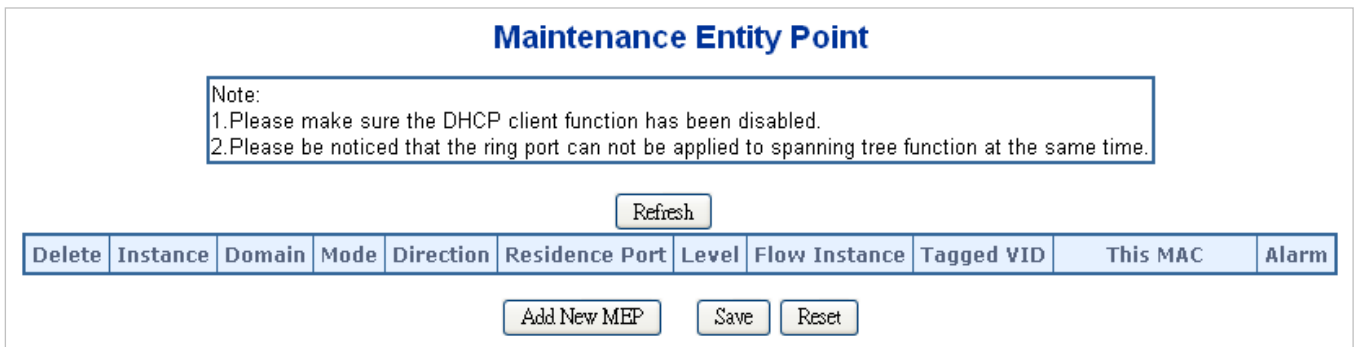 Maintenance Entity Point
Note:
1.Please make sure the DHCP client function has been disabled.
2.Please be noticed that the ring port can not be applied to spanning tree function at the same time.
Refresh
Delete Instance Domain Mode Direction Residence Port Level Flow Instance Tagged VID This MAC Alarm
Add New MEP Save Reset